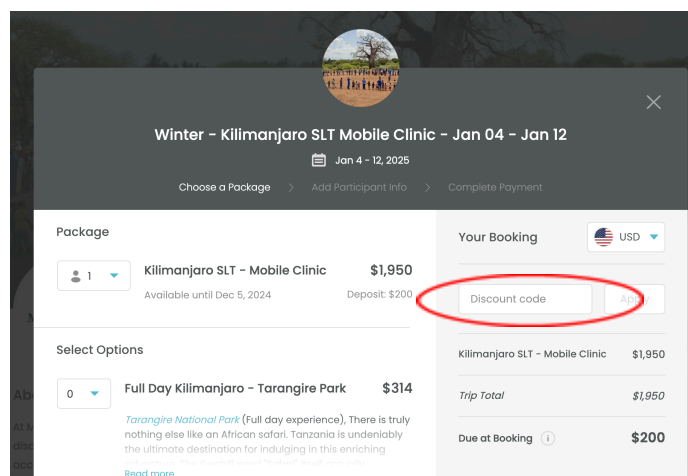 Winter - Kilimanjaro SLT Mobile Clinic - Jan 04 - Jan 12
Jan 4 - 12, 2025
Choose a Package > Add Participant Info > Complete Payment
Package
1
Kilimanjaro SLT - Mobile Clinic $1,950
Available until Dec 5, 2024 Deposit: $200
Select Options
0
Full Day Kilimanjaro - Tarangire Park $314
Tarangire National Park (Full day experience), There is truly
nothing else like an African safari. Tanzania is undeniably
the ultimate destination for indulging in this enriching
Read more
Your Booking USD
Discount code Apply
Kilimanjaro SLT - Mobile Clinic $1,950
Trip Total $1,950
Due at Booking i $200